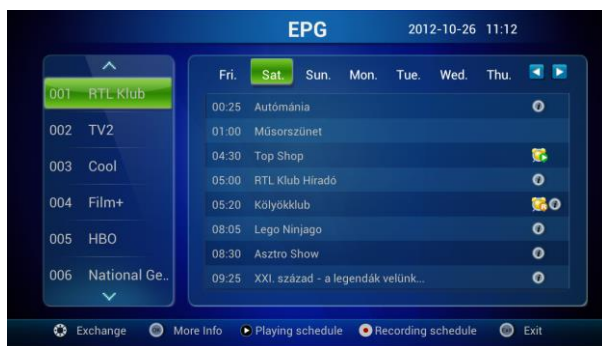 EPG 2012-10-26 11:12
Fri. Sat. Sun. Mon. Tue. Wed. Thu.
001 RTL Klub
002 TV2
003 Cool
004 Film+
005 HBO
006 National Ge..
00:25 Autómánia
01:00 Műsorszünet
04:30 Top Shop
05:00 RTL Klub Híradó
05:20 Kölyökklub
08:05 Lego Ninjago
08:30 Asztro Show
09:25 XXI. század - a legendák velünk...
Exchange More Info Playing schedule Recording schedule Exit